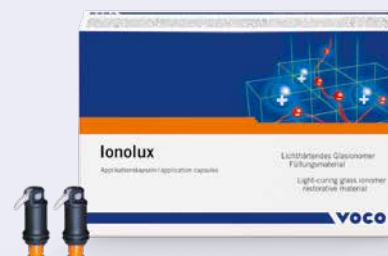 Ionolux
Applikationskapseln / application capsules
Lichthärtendes Glasionomer
Füllungsmaterial
Light-curing glass ionomer
restorative material
VOCO